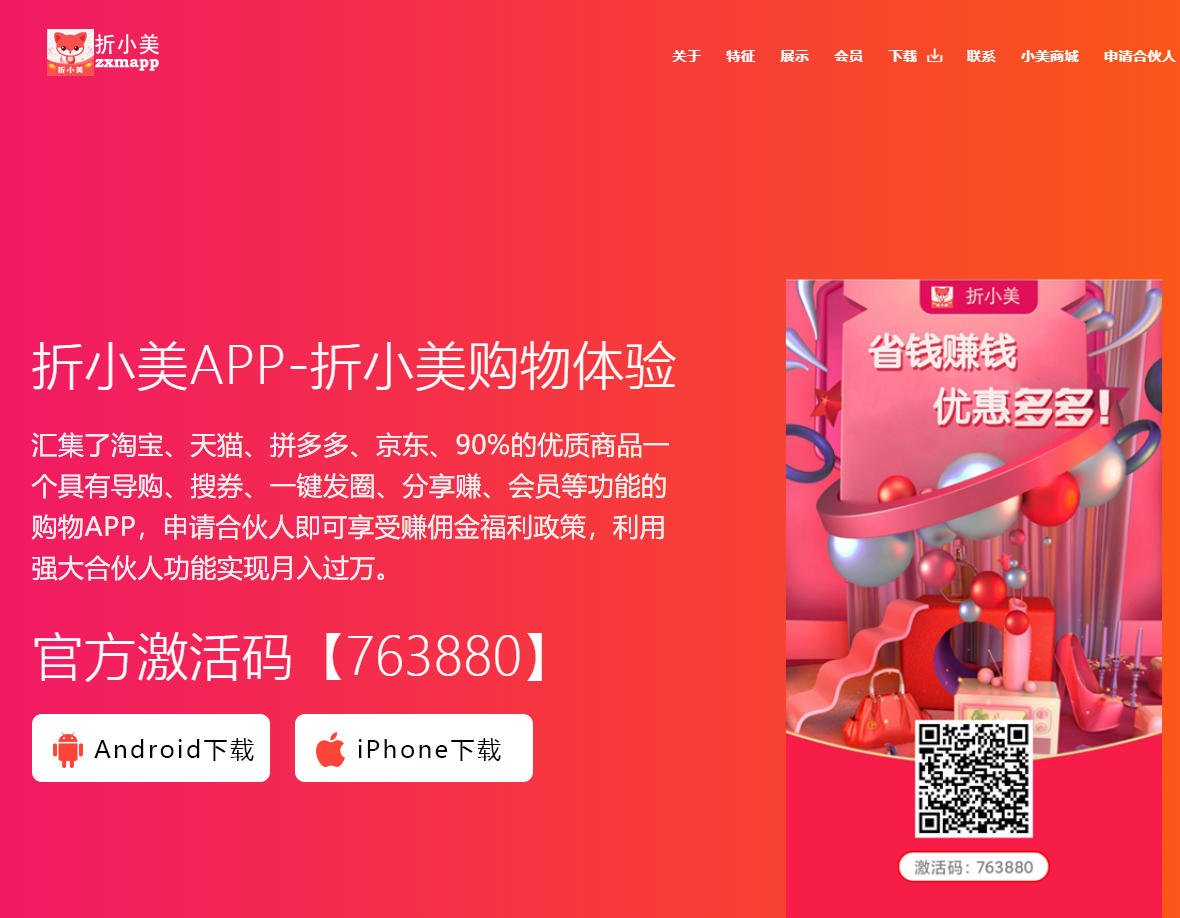 折小美
zxmapp
折小美
关于 特征 展示 会员 下载 联系 小美商城 申请合伙人
折小美APP-折小美购物体验
汇集了淘宝、天猫、拼多多、京东、90%的优质商品一
个具有导购、搜券、一键发圈、分享赚、会员等功能的
购物APP，申请合伙人即可享受赚佣金福利政策，利用
强大合伙人功能实现月入过万。
官方激活码【763880】
Android下载 iPhone下载
折小美
省钱赚钱
优惠多多!
激活码：763880